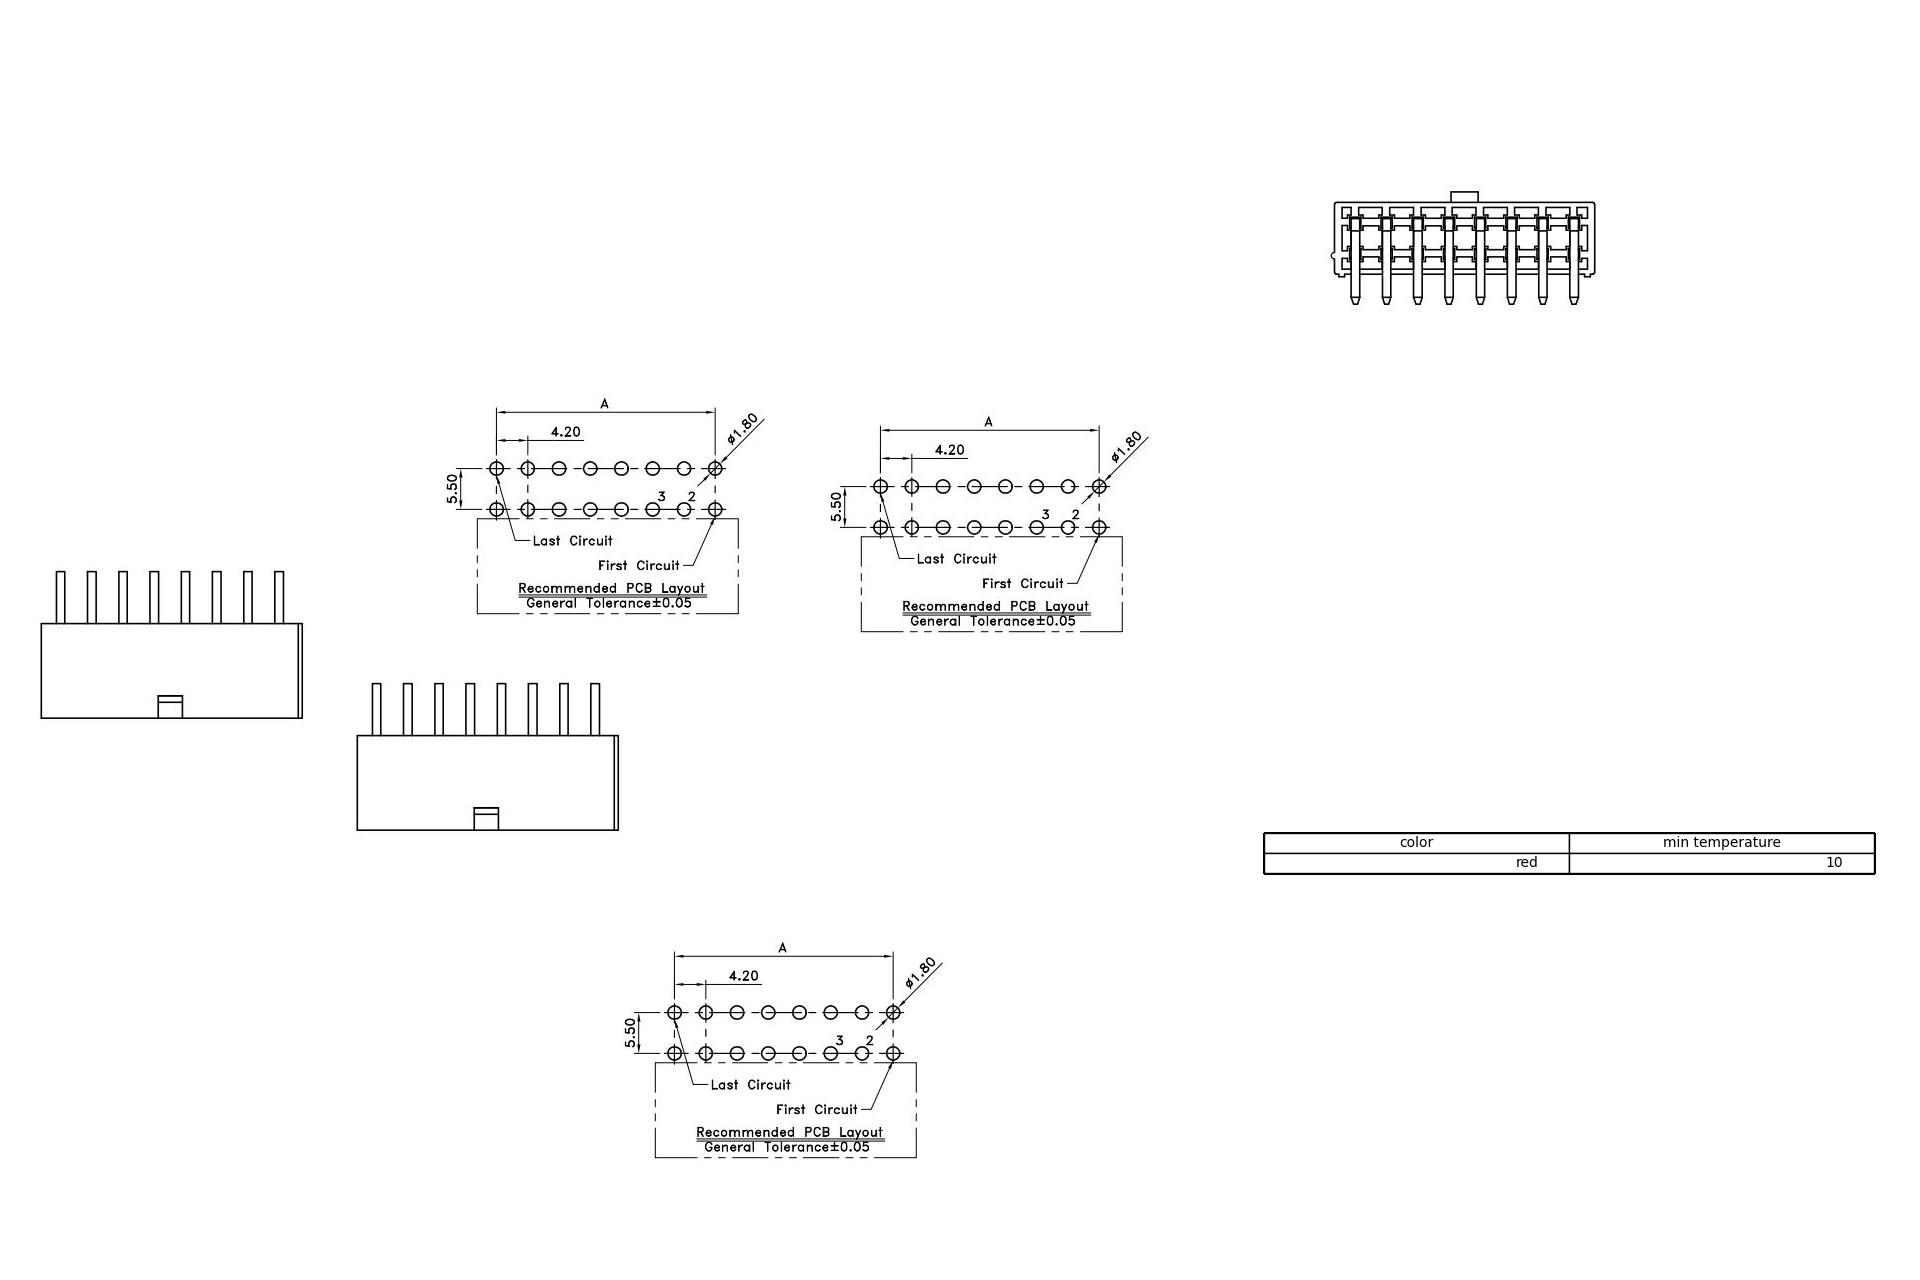 A
4.20
ø1.80
5.50
3 2
Last Circuit
First Circuit
Recommended PCB Layout
General Tolerance±0.05
A
4.20
ø1.80
5.50
3 2
Last Circuit
First Circuit
Recommended PCB Layout
General Tolerance±0.05
color min temperature
red 10
A
4.20
ø1.80
5.50
3 2
Last Circuit
First Circuit
Recommended PCB Layout
General Tolerance±0.05